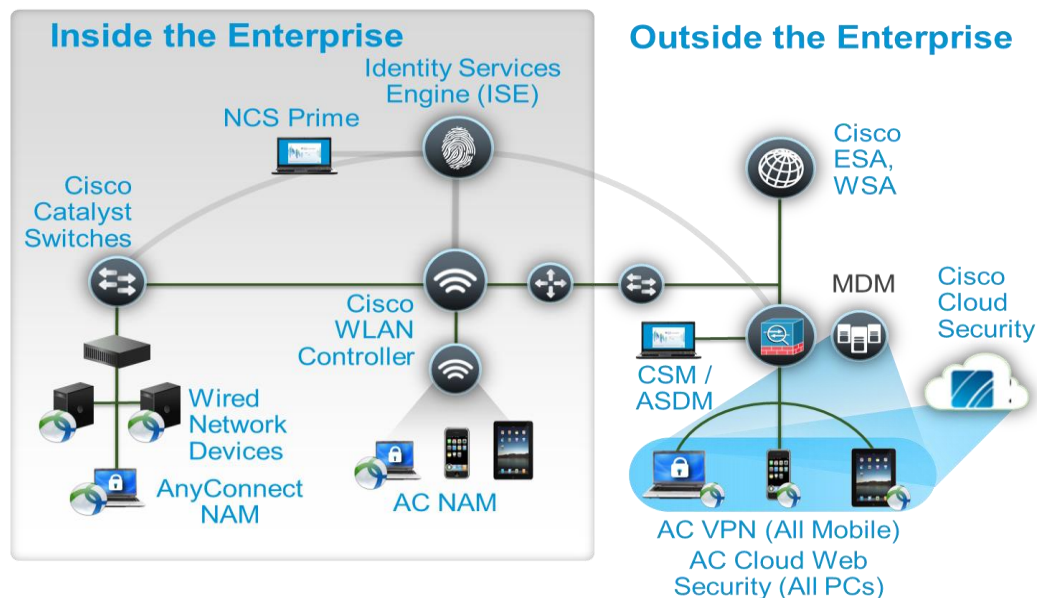 Inside the Enterprise
Outside the Enterprise
Identity Services
Engine (ISE)
NCS Prime
Cisco
ESA,
WSA
Cisco
Catalyst
Switches
Cisco
WLAN
Controller
MDM
Cisco
Cloud
Security
CSM /
ASDM
Wired
Network
Devices
AnyConnect
NAM
AC NAM
AC VPN (All Mobile)
AC Cloud Web
Security (All PCs)